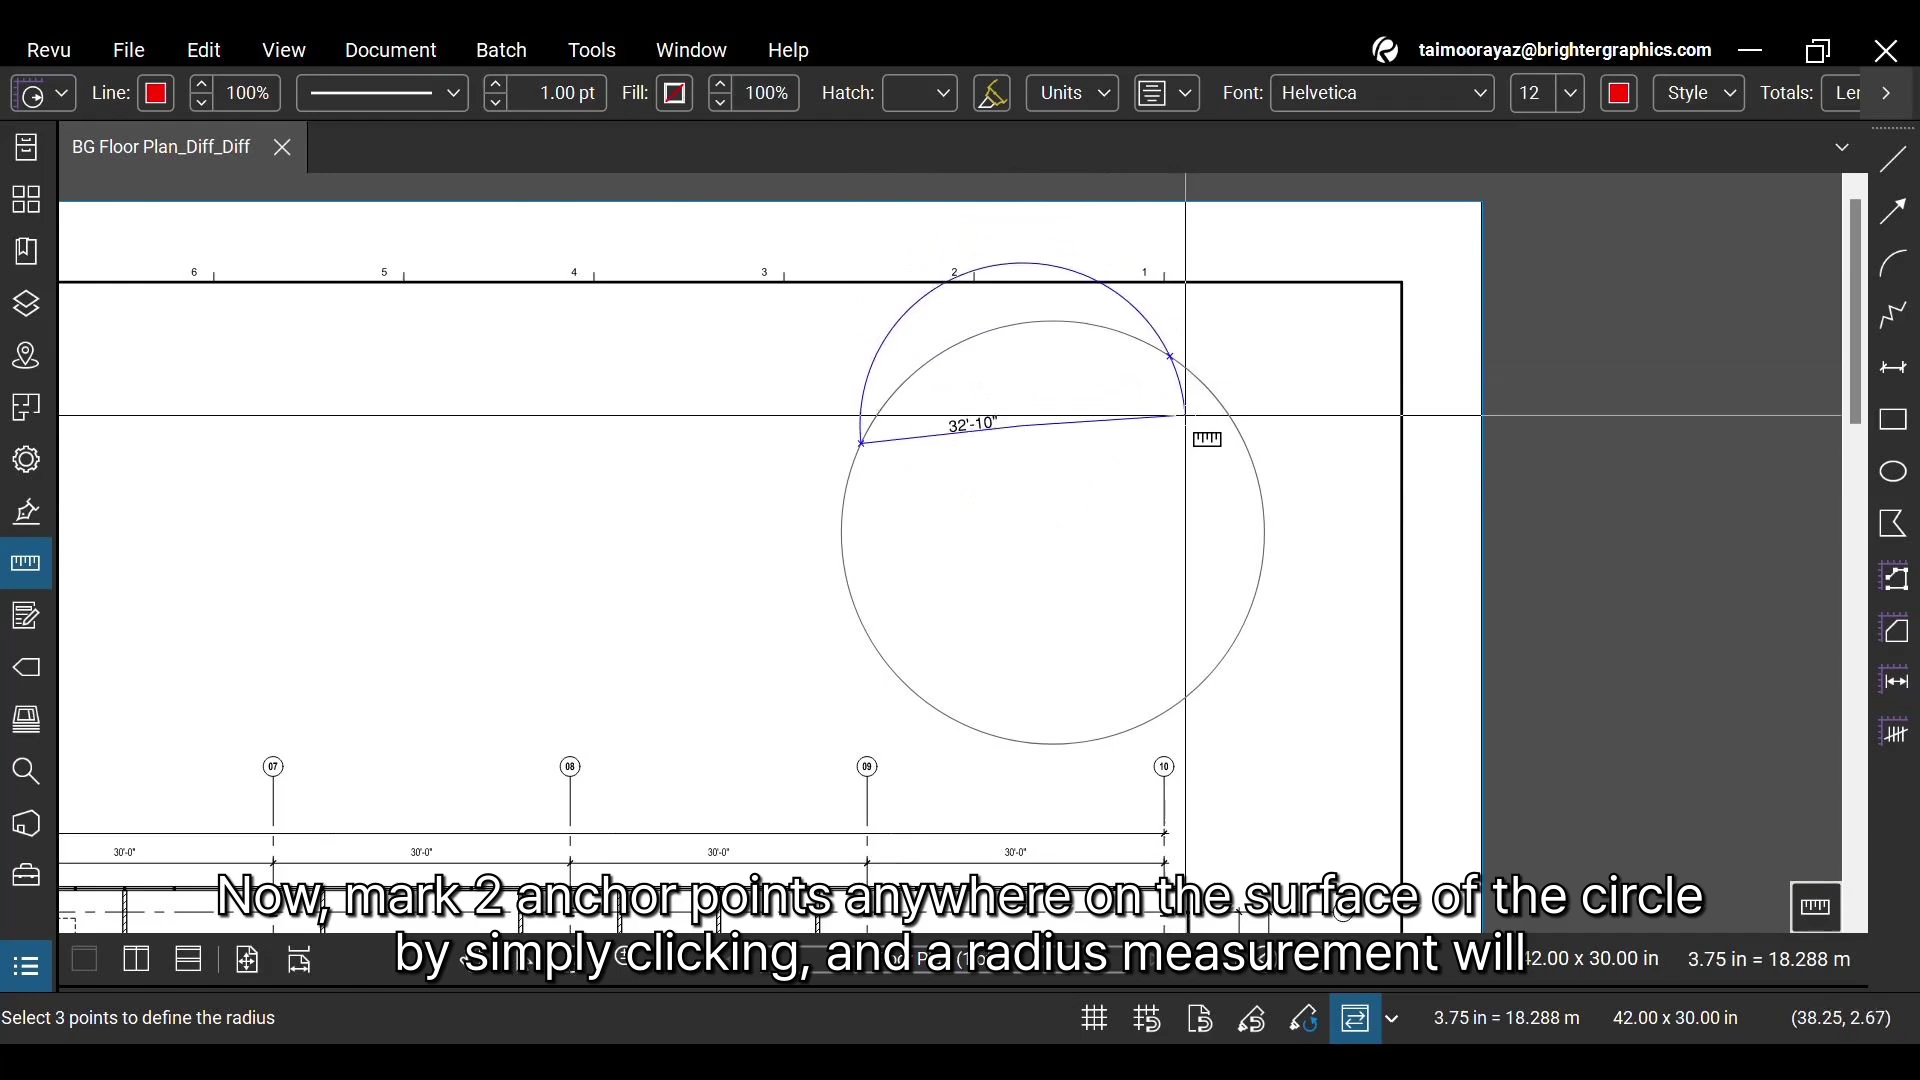 Revu File Edit View Document Batch Tools Window Help taimoorayaz@brightergraphics.com
Line: 100% 1.00 pt Fill: 100% Hatch: Units Font: Helvetica 12 Style Totals: Ler
BG Floor Plan_Diff_Diff
6 5 4 3 2 1
32'-10"
07 08 09 10
30'-0" 30'-0" 30'-0" 30'-0"
Now, mark 2 anchor points anywhere on the surface of the circle
by simply clicking, and a radius measurement will
42.00 x 30.00 in 3.75 in = 18.288 m
Select 3 points to define the radius 3.75 in = 18.288 m 42.00 x 30.00 in (38.25, 2.67)